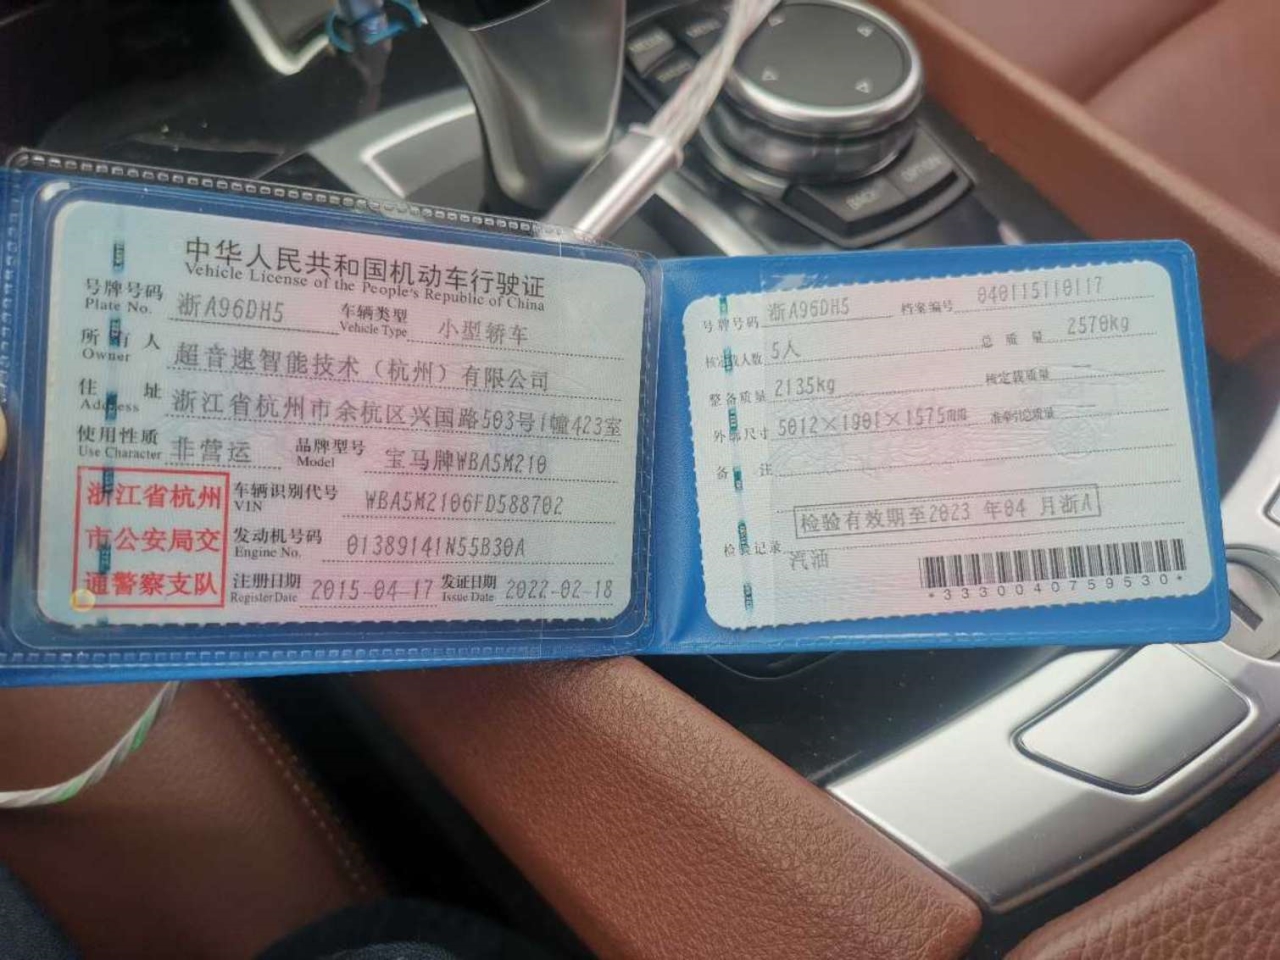 中华人民共和国机动车行驶证
Vehicle License of the People's Republic of China
号牌号码 浙A96DH5 车辆类型 小型轿车
Plate No. Vehicle Type
所有人 超音速智能技术（杭州）有限公司
Owner
住址 浙江省杭州市余杭区兴国路503号1幢423室
Address
使用性质 非营运 品牌型号 宝马牌WBA5M210
Use Character Model
浙江省杭州
市公安局交
通警察支队
车辆识别代号 WBA5M2106FD588702
VIN
发动机号码 01389141N55B30A
Engine No.
注册日期 2015-04-17 发证日期 2022-02-18
Register Date Issue Date
号牌号码 浙A96DH5 档案编号 040115110117
核定载人数 5人 总质量 2570kg
整备质量 2135kg 核定载质量 --
外廓尺寸 5012×1901×1575mm 准牵引总质量 --
备注
检验有效期至2023年04月浙A
检验记录
汽油
*3330040759530*
BACK
OPTION
MENU